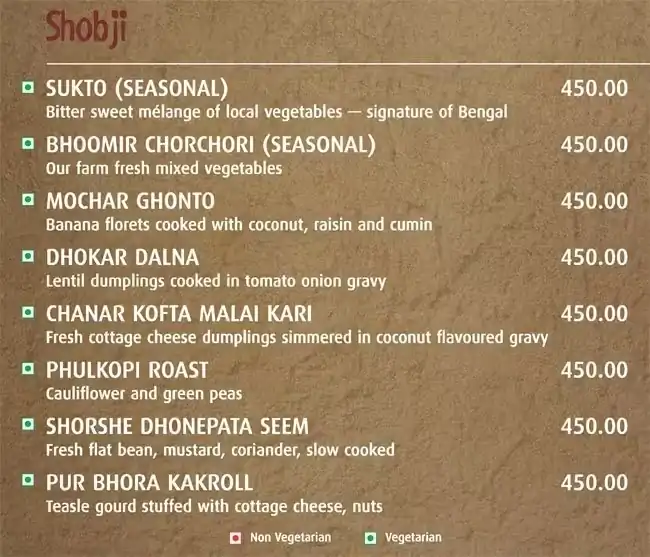 Shobji
SUKTO (SEASONAL) 450.00
Bitter sweet mélange of local vegetables — signature of Bengal
BHOOMIR CHORCHORI (SEASONAL) 450.00
Our farm fresh mixed vegetables
MOCHAR GHONTO 450.00
Banana florets cooked with coconut, raisin and cumin
DHOKAR DALNA 450.00
Lentil dumplings cooked in tomato onion gravy
CHANAR KOFTA MALAI KARI 450.00
Fresh cottage cheese dumplings simmered in coconut flavoured gravy
PHULKOPI ROAST 450.00
Cauliflower and green peas
SHORSHE DHONEPATA SEEM 450.00
Fresh flat bean, mustard, coriander, slow cooked
PUR BHORA KAKROLL 450.00
Teasle gourd stuffed with cottage cheese, nuts
Non Vegetarian Vegetarian